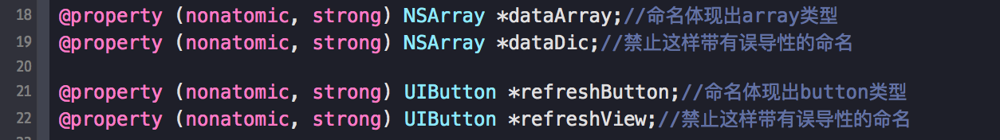 18 @property (nonatomic, strong) NSArray *dataArray;//命名体现出array类型
19 @property (nonatomic, strong) NSArray *dataDic;//禁止这样带有误导性的命名
20
21 @property (nonatomic, strong) UIButton *refreshButton;//命名体现出button类型
22 @property (nonatomic, strong) UIButton *refreshView;//禁止这样带有误导性的命名